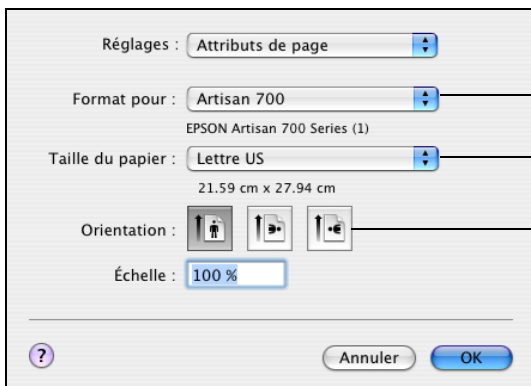 Réglages : Attributs de page
Format pour : Artisan 700
EPSON Artisan 700 Series (1)
Taille du papier : Lettre US
21.59 cm x 27.94 cm
Orientation :
Échelle : 100 %
? Annuler OK